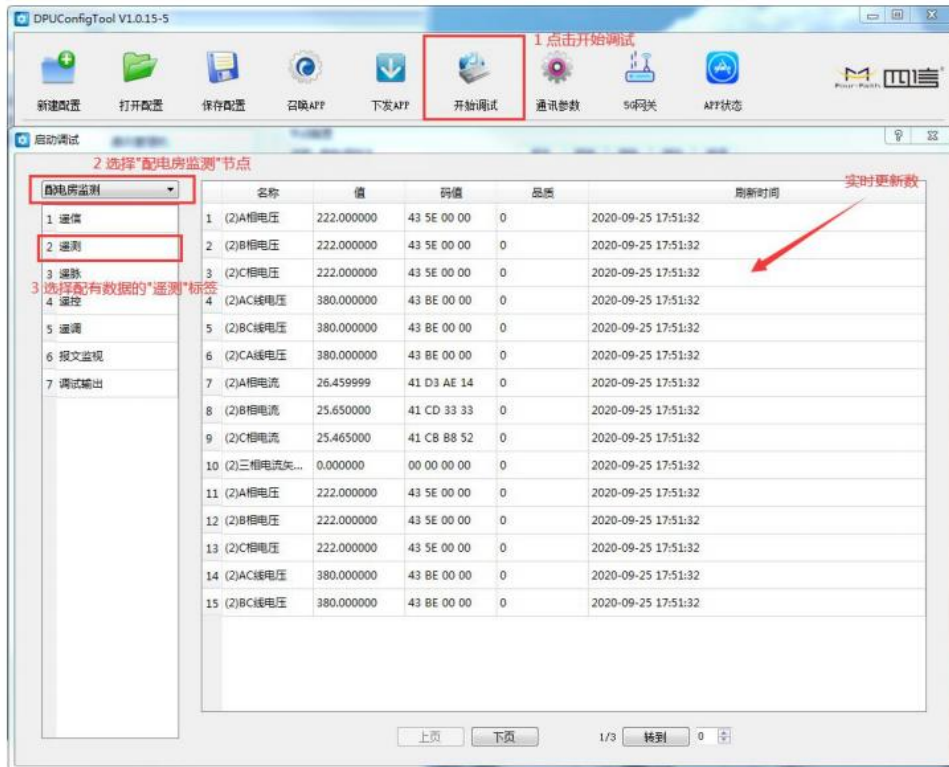 DPUConfigTool V1.0.15-5
1 点击开始调试
新建配置 打开配置 保存配置 召唤APP 下发APP 开始调试 通讯参数 5G网关 APP状态
Four-Faith 四信
启动调试
2 选择"配电房监测"节点
配电房监测
1 遥信
2 遥测
3 遥脉
3 选择配有数据的"遥测"标签
4 遥控
5 遥调
6 报文监视
7 调试输出
实时更新数
名称 值 码值 品质 刷新时间
1 (2)A相电压 222.000000 43 5E 00 00 0 2020-09-25 17:51:32
2 (2)B相电压 222.000000 43 5E 00 00 0 2020-09-25 17:51:32
3 (2)C相电压 222.000000 43 5E 00 00 0 2020-09-25 17:51:32
4 (2)AC线电压 380.000000 43 BE 00 00 0 2020-09-25 17:51:32
5 (2)BC线电压 380.000000 43 BE 00 00 0 2020-09-25 17:51:32
6 (2)CA线电压 380.000000 43 BE 00 00 0 2020-09-25 17:51:32
7 (2)A相电流 26.459999 41 D3 AE 14 0 2020-09-25 17:51:32
8 (2)B相电流 25.650000 41 CD 33 33 0 2020-09-25 17:51:32
9 (2)C相电流 25.465000 41 CB B8 52 0 2020-09-25 17:51:32
10 (2)三相电流矢... 0.000000 00 00 00 00 0 2020-09-25 17:51:32
11 (2)A相电压 222.000000 43 5E 00 00 0 2020-09-25 17:51:32
12 (2)B相电压 222.000000 43 5E 00 00 0 2020-09-25 17:51:32
13 (2)C相电压 222.000000 43 5E 00 00 0 2020-09-25 17:51:32
14 (2)AC线电压 380.000000 43 BE 00 00 0 2020-09-25 17:51:32
15 (2)BC线电压 380.000000 43 BE 00 00 0 2020-09-25 17:51:32
上页 下页 1/3 转到 0